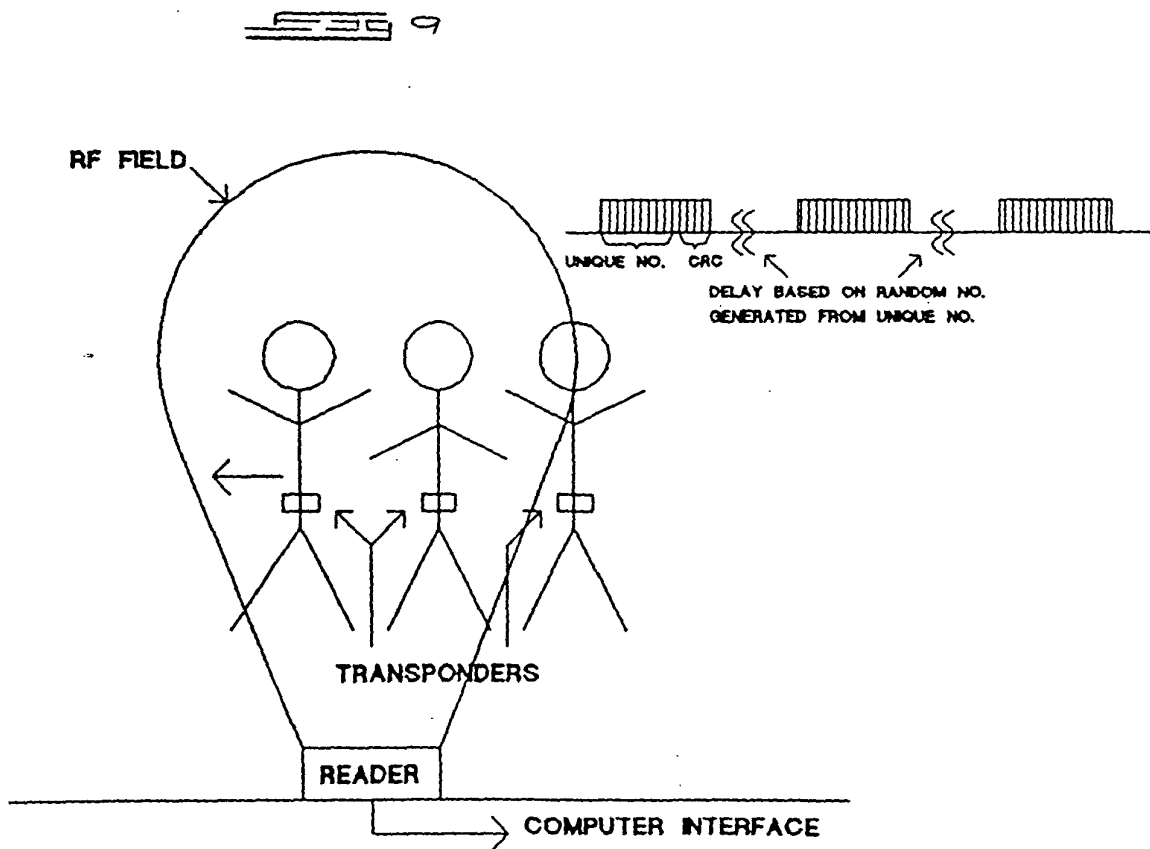 FIG 9
RF FIELD
UNIQUE NO. CRC
DELAY BASED ON RANDOM NO.
GENERATED FROM UNIQUE NO.
TRANSPONDERS
READER
COMPUTER INTERFACE